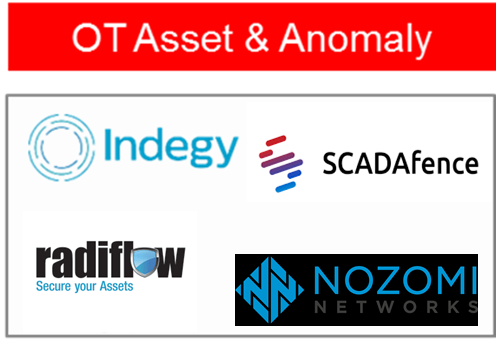 OT Asset & Anomaly
Indegy
SCADAfence
radiflow
Secure your Assets
NOZOMI
NETWORKS